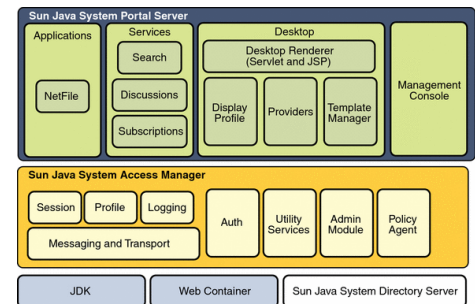 Sun Java System Portal Server
Applications
NetFile
Services
Search
Discussions
Subscriptions
Desktop
Desktop Renderer
(Servlet and JSP)
Display
Profile
Providers
Template
Manager
Management
Console
Sun Java System Access Manager
Session
Profile
Logging
Messaging and Transport
Auth
Utility
Services
Admin
Module
Policy
Agent
JDK
Web Container
Sun Java System Directory Server